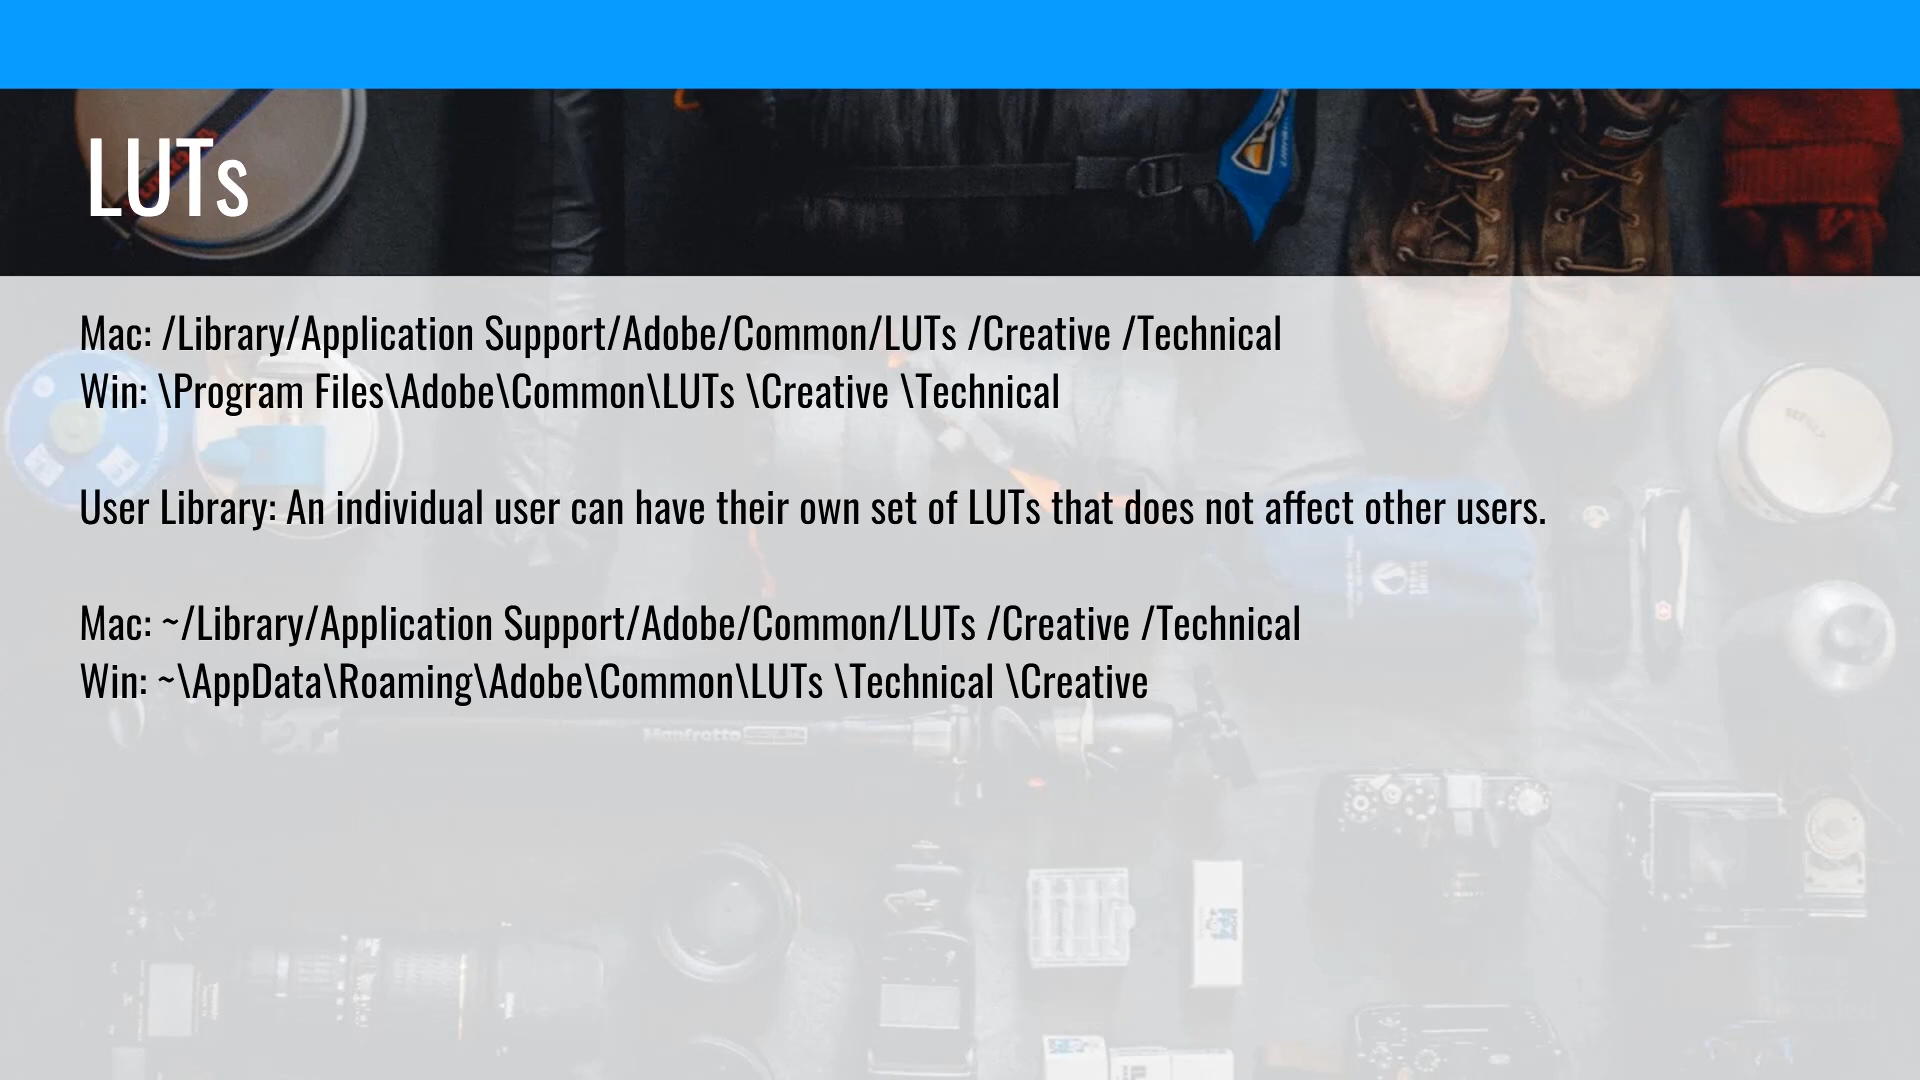 LUTs
Mac: /Library/Application Support/Adobe/Common/LUTs /Creative /Technical
Win: \Program Files\Adobe\Common\LUTs \Creative \Technical
User Library: An individual user can have their own set of LUTs that does not affect other users.
Mac: ~/Library/Application Support/Adobe/Common/LUTs /Creative /Technical
Win: ~\AppData\Roaming\Adobe\Common\LUTs \Technical \Creative
Manfrotto